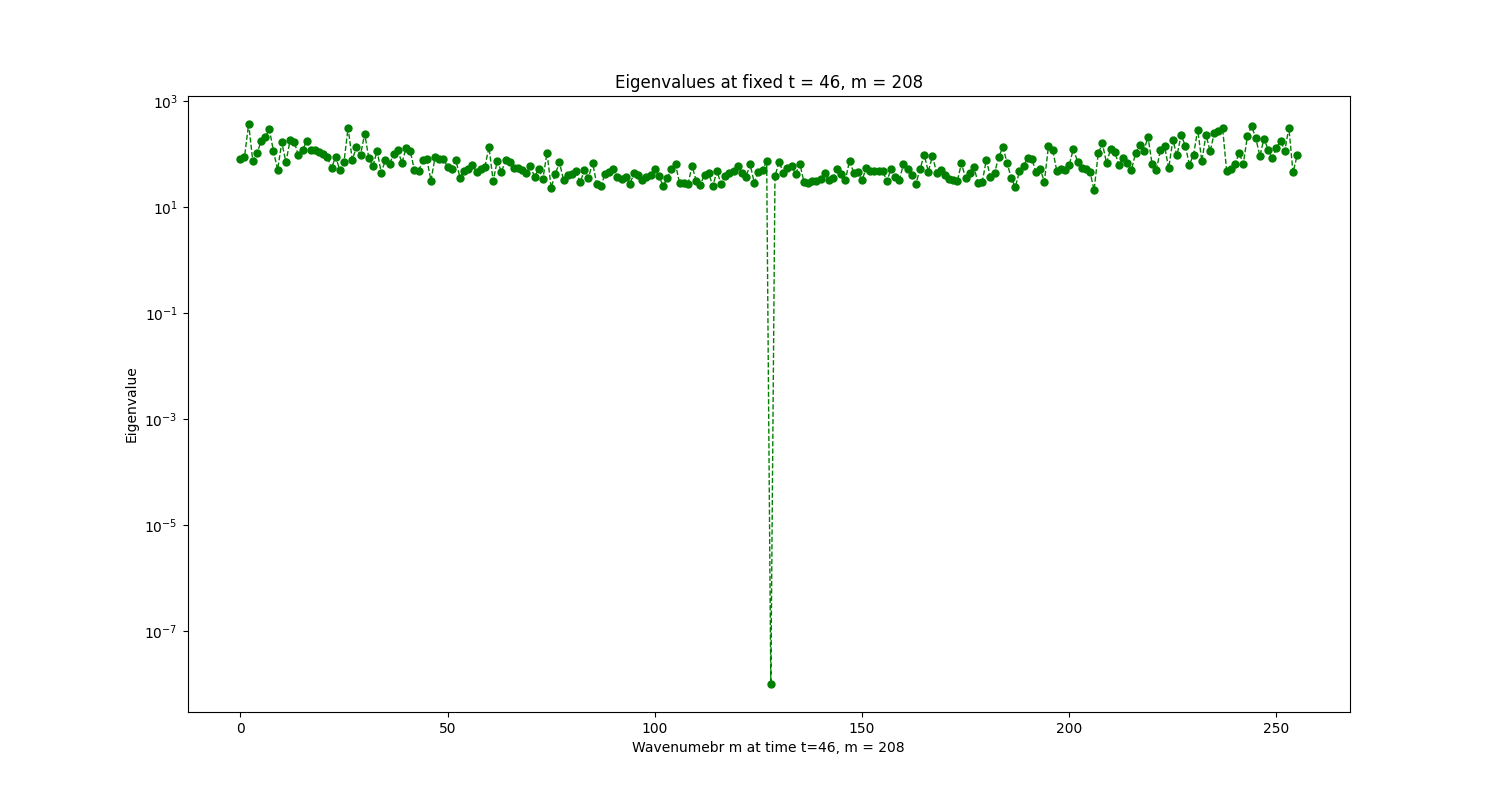 Eigenvalues at fixed t = 46, m = 208
10³
10¹
10⁻¹
10⁻³
10⁻⁵
10⁻⁷
Eigenvalue
0 50 100 150 200 250
Wavenumebr m at time t=46, m = 208